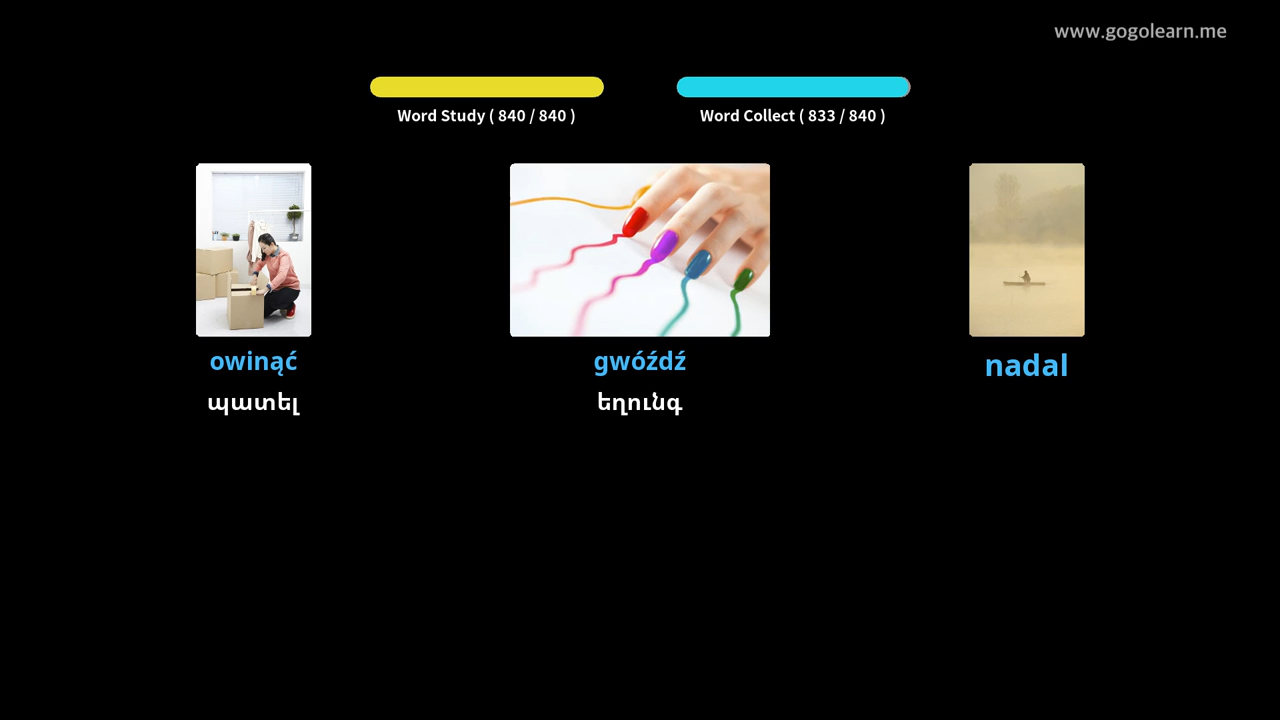 www.gogolearn.me
Word Study ( 840 / 840 )
Word Collect ( 833 / 840 )
owinąć
պատել
gwóźdź
եղունգ
nadal